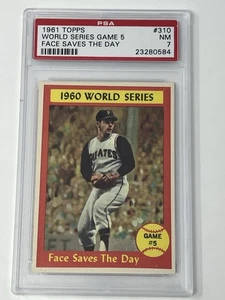 PSA
1961 TOPPS #310
WORLD SERIES GAME 5 NM
FACE SAVES THE DAY 7
23280584
1960 WORLD SERIES
PIRATES
GAME
#5
Face Saves The Day